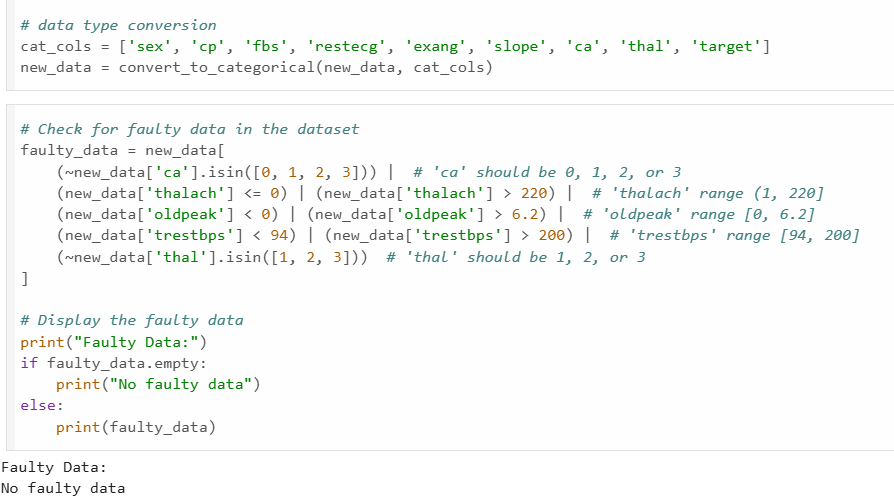 # data type conversion
cat_cols = ['sex', 'cp', 'fbs', 'restecg', 'exang', 'slope', 'ca', 'thal', 'target']
new_data = convert_to_categorical(new_data, cat_cols)
# Check for faulty data in the dataset
faulty_data = new_data[
    (~new_data['ca'].isin([0, 1, 2, 3])) |  # 'ca' should be 0, 1, 2, or 3
    (new_data['thalach'] <= 0) | (new_data['thalach'] > 220) |  # 'thalach' range (1, 220]
    (new_data['oldpeak'] < 0) | (new_data['oldpeak'] > 6.2) |  # 'oldpeak' range [0, 6.2]
    (new_data['trestbps'] < 94) | (new_data['trestbps'] > 200) |  # 'trestbps' range [94, 200]
    (~new_data['thal'].isin([1, 2, 3]))  # 'thal' should be 1, 2, or 3
]
# Display the faulty data
print("Faulty Data:")
if faulty_data.empty:
    print("No faulty data")
else:
    print(faulty_data)
Faulty Data:
No faulty data